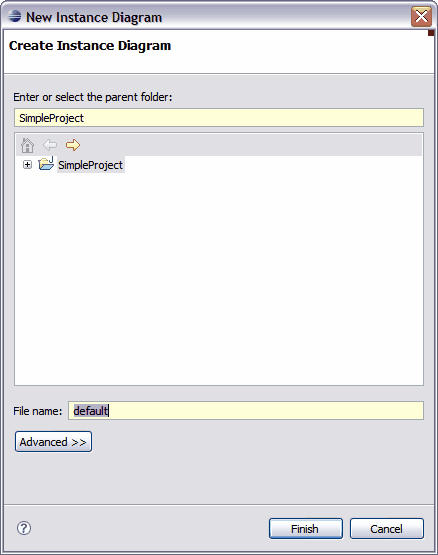 New Instance Diagram
Create Instance Diagram
Enter or select the parent folder:
SimpleProject
SimpleProject
File name: default
Advanced >>
? Finish Cancel